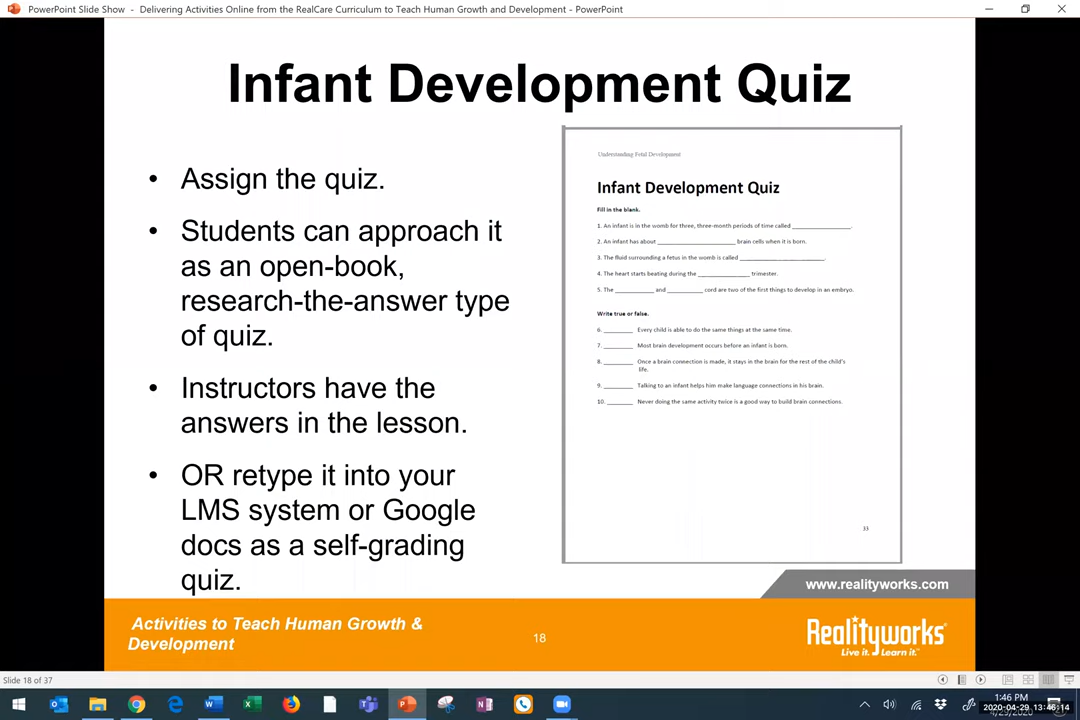 PowerPoint Slide Show - Delivering Activities Online from the RealCare Curriculum to Teach Human Growth and Development - PowerPoint
Infant Development Quiz
• Assign the quiz.
• Students can approach it
as an open-book,
research-the-answer type
of quiz.
• Instructors have the
answers in the lesson.
• OR retype it into your
LMS system or Google
docs as a self-grading
quiz.
Understanding Fetal Development
Infant Development Quiz
Fill in the blank.
1. An infant is in the womb for three, three-month periods of time called ____________________.
2. An infant has about __________________________ brain cells when it is born.
3. The fluid surrounding a fetus in the womb is called ____________________________.
4. The heart starts beating during the _________________ trimester.
5. The _____________ and ____________ cord are two of the first things to develop in an embryo.
Write true or false.
6. _________ Every child is able to do the same things at the same time.
7. _________ Most brain development occurs before an infant is born.
8. _________ Once a brain connection is made, it stays in the brain for the rest of the child's
life.
9. _________ Talking to an infant helps him make language connections in his brain.
10. ________ Never doing the same activity twice is a good way to build brain connections.
33
www.realityworks.com
Activities to Teach Human Growth &
Development
18
Realityworks
Live it. Learn it.™
Slide 18 of 37
1:46 PM
2020-04-29 13:46:14